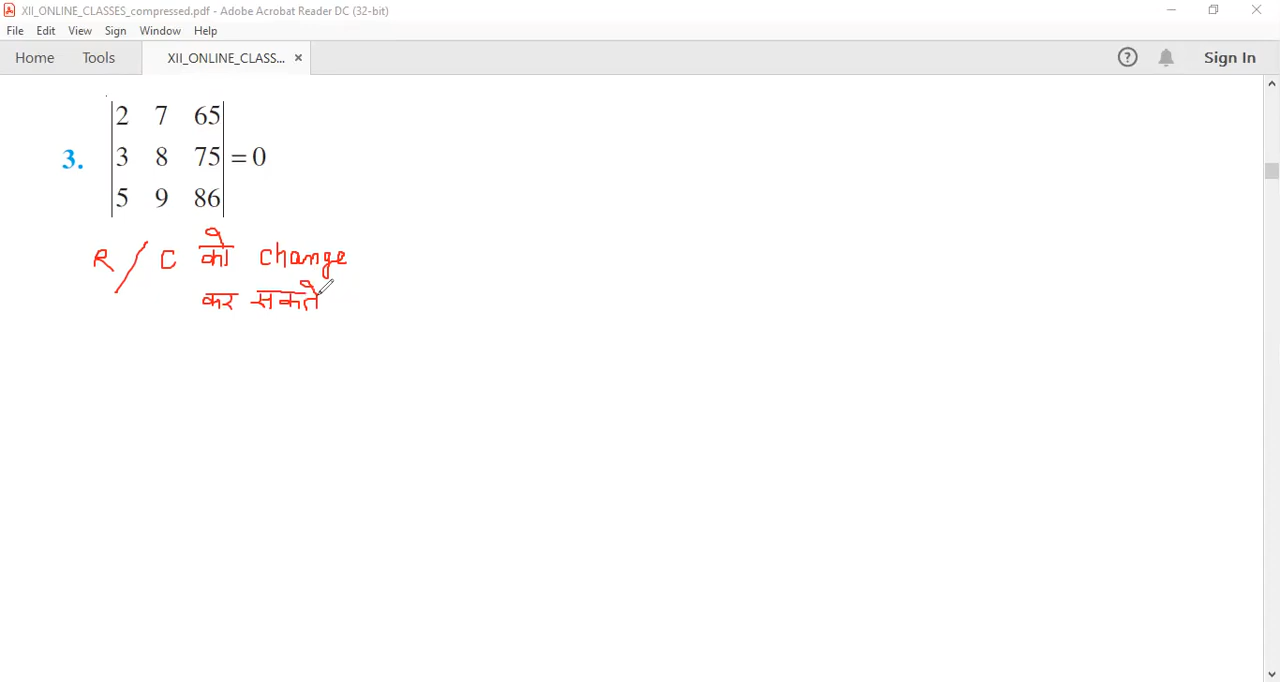 XII_ONLINE_CLASSES_compressed.pdf - Adobe Acrobat Reader DC (32-bit)
File Edit View Sign Window Help
Home Tools XII_ONLINE_CLASS... × ? Sign In
2 7 65
3. 3 8 75 = 0
5 9 86
R / C को change
कर सकते